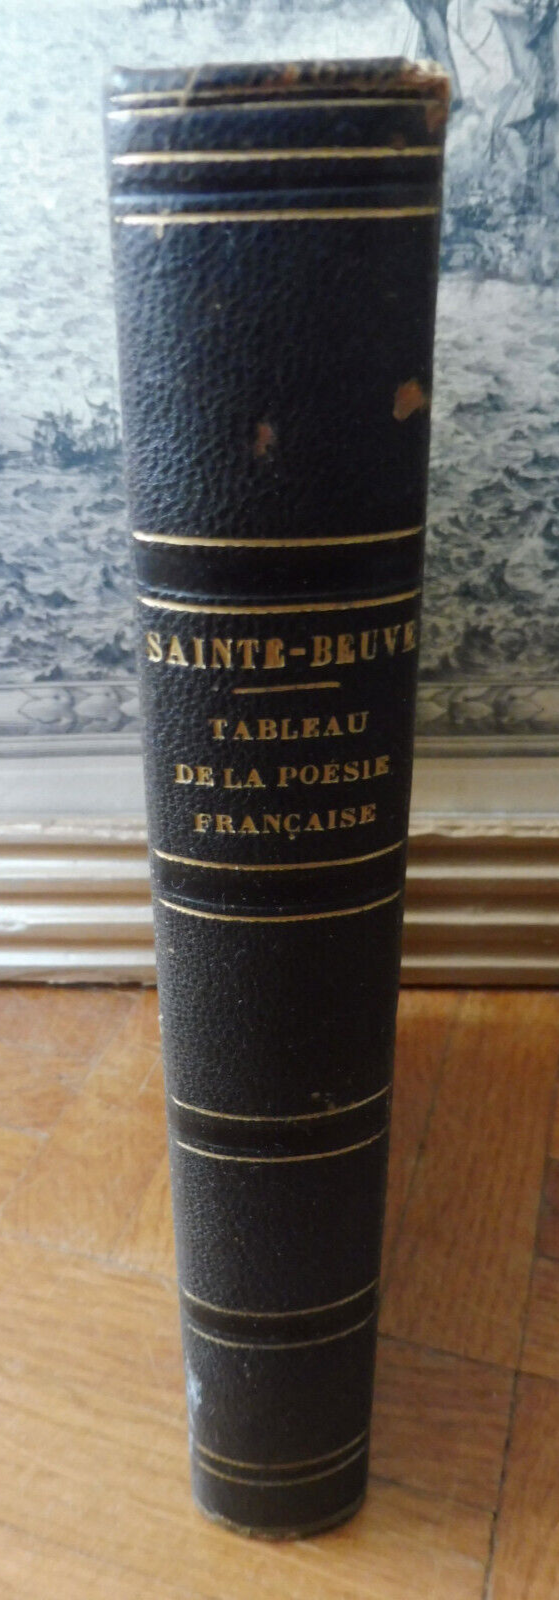 SAINTE-BEUVE
TABLEAU
DE LA POÉSIE
FRANÇAISE